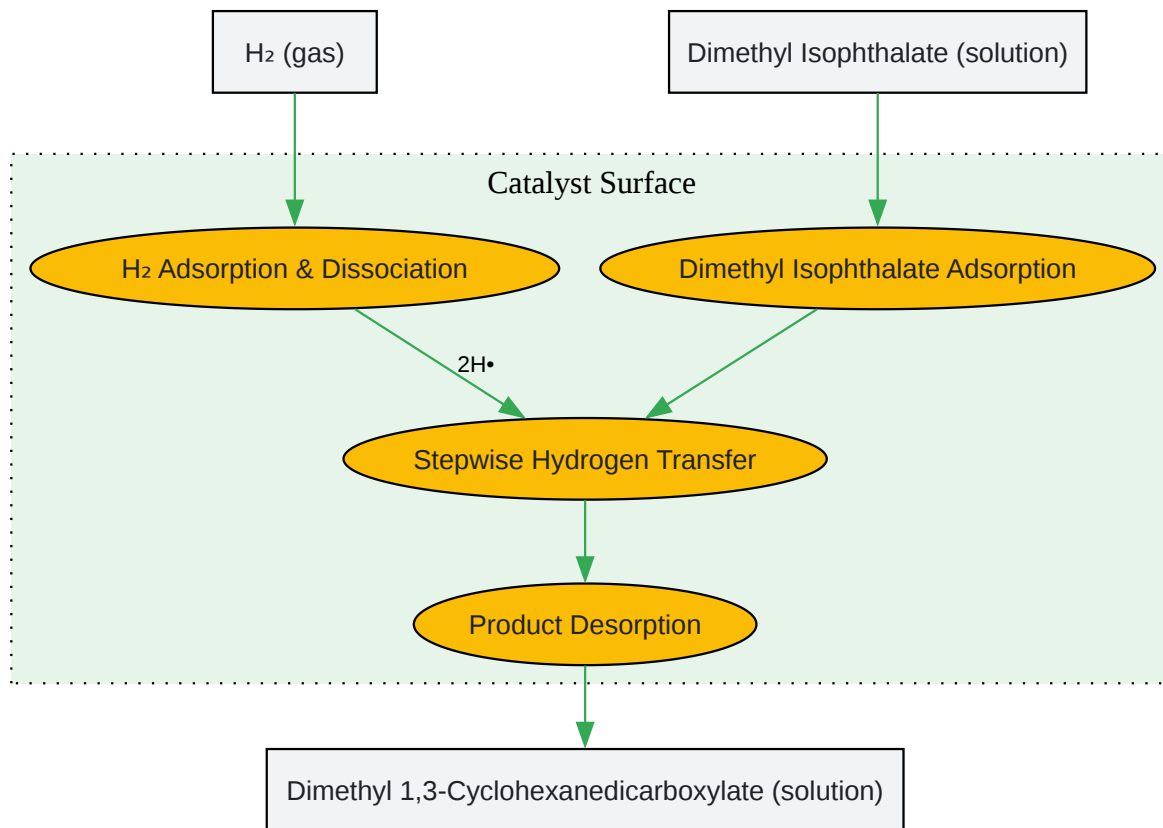 H₂ (gas)
Dimethyl Isophthalate (solution)
Catalyst Surface
H₂ Adsorption & Dissociation
Dimethyl Isophthalate Adsorption
2H•
Stepwise Hydrogen Transfer
Product Desorption
Dimethyl 1,3-Cyclohexanedicarboxylate (solution)